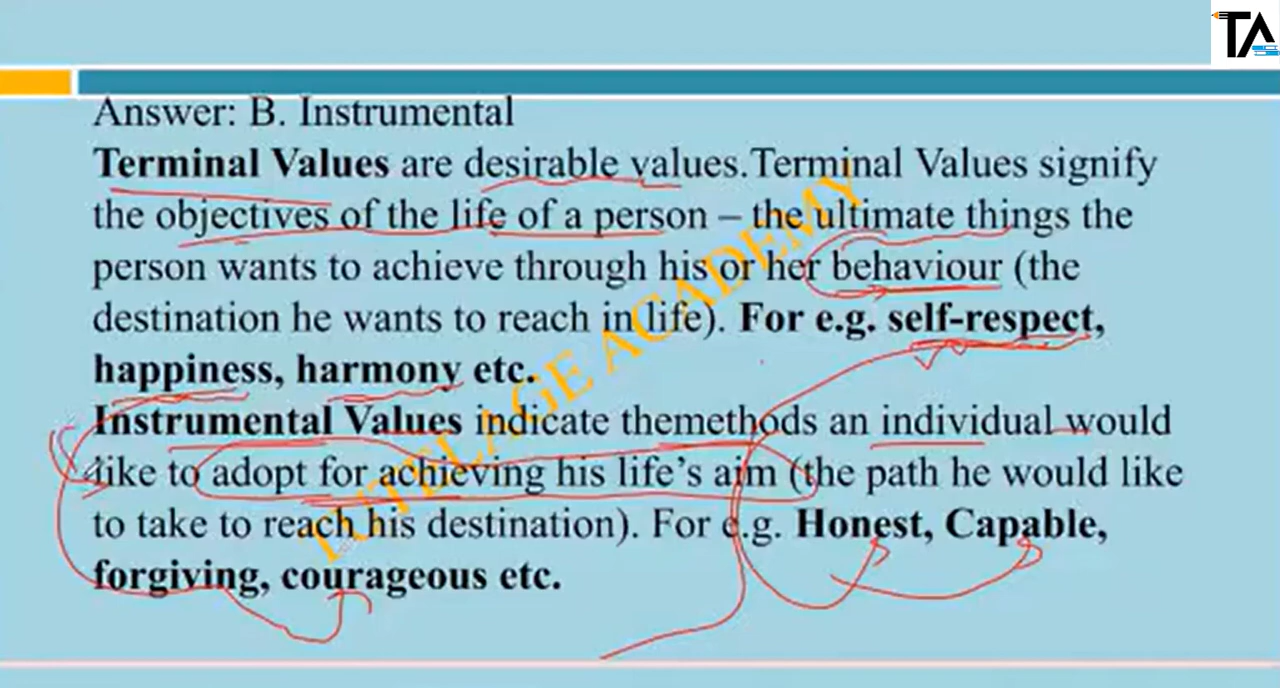 TA
Answer: B. Instrumental
Terminal Values are desirable values.Terminal Values signify
the objectives of the life of a person – the ultimate things the
person wants to achieve through his or her behaviour (the
destination he wants to reach in life). For e.g. self-respect,
happiness, harmony etc.
Instrumental Values indicate themethods an individual would
like to adopt for achieving his life’s aim (the path he would like
to take to reach his destination). For e.g. Honest, Capable,
forgiving, courageous etc.
ACADEMY